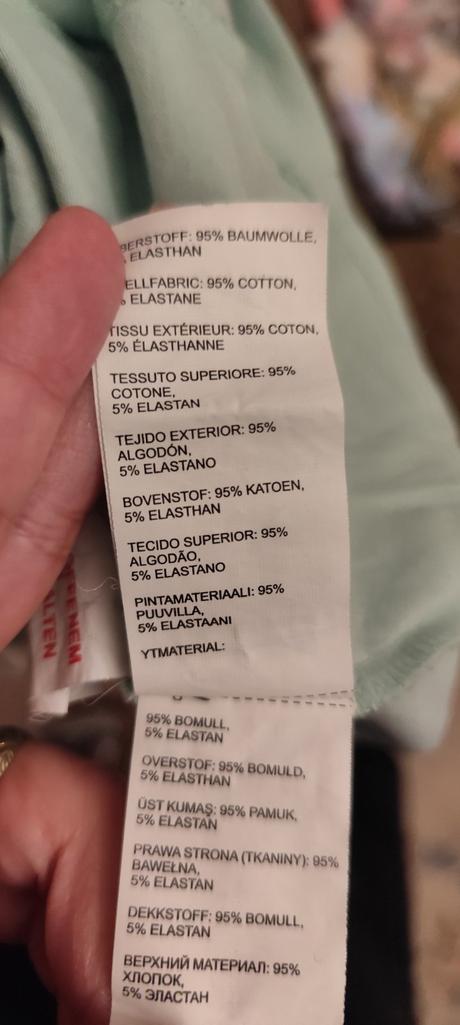 BERSTOFF: 95% BAUMWOLLE,
ELASTHAN
ELLFABRIC: 95% COTTON,
ELASTANE
TISSU EXTÉRIEUR: 95% COTON,
5% ÉLASTHANNE
TESSUTO SUPERIORE: 95%
COTONE,
5% ELASTAN
TEJIDO EXTERIOR: 95%
ALGODÓN,
5% ELASTANO
BOVENSTOF: 95% KATOEN,
5% ELASTHAN
TECIDO SUPERIOR: 95%
ALGODÃO,
5% ELASTANO
PINTAMATERIAALI: 95%
PUUVILLA,
5% ELASTAANI
YTMATERIAL:
95% BOMULL,
5% ELASTAN
OVERSTOF: 95% BOMULD,
5% ELASTHAN
ÜST KUMAŞ: 95% PAMUK,
5% ELASTAN
PRAWA STRONA (TKANINY): 95%
BAWEŁNA,
5% ELASTAN
DEKKSTOFF: 95% BOMULL,
5% ELASTAN
ВЕРХНИЙ МАТЕРИАЛ: 95%
ХЛОПОК,
5% ЭЛАСТАН